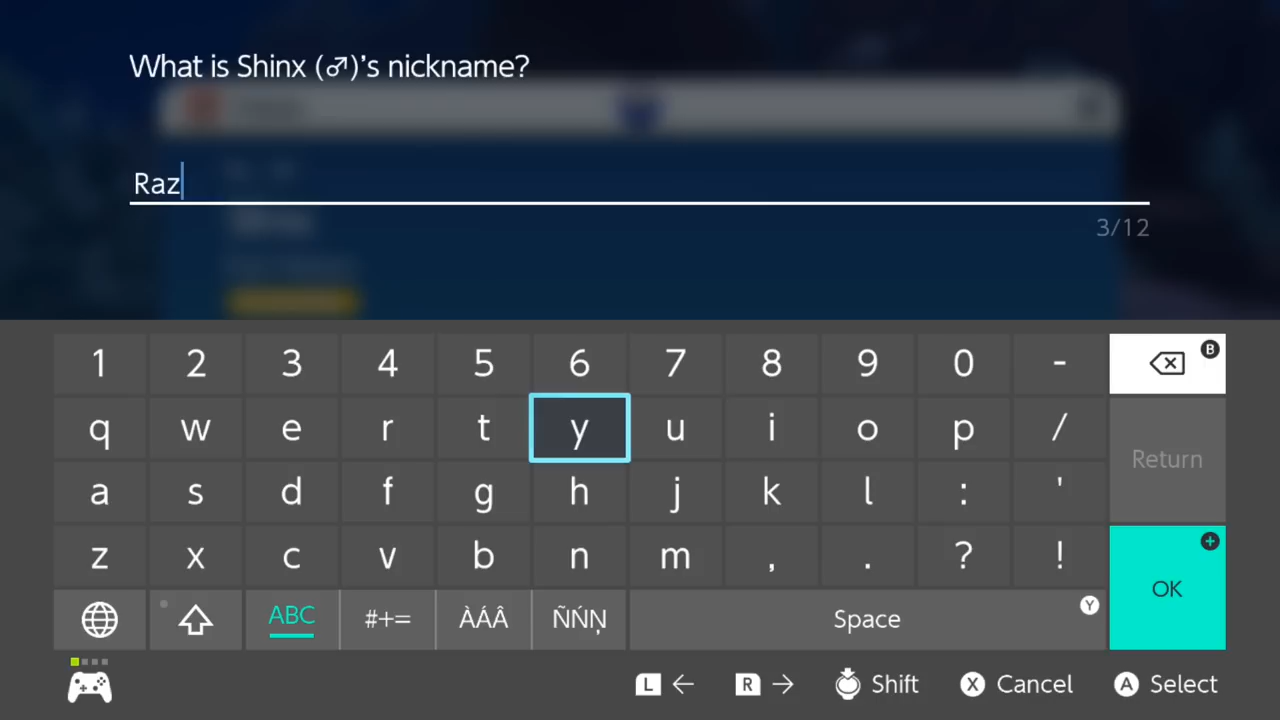 What is Shinx (♂)'s nickname?
Raz
3/12
1 2 3 4 5 6 7 8 9 0 - B
q w e r t y u i o p /
Return
a s d f g h j k l : '
z x c v b n m , . ? ! +
OK
ABC #+= ÀÁÂ ÑŃŅ Space Y
L ← R → Shift X Cancel A Select